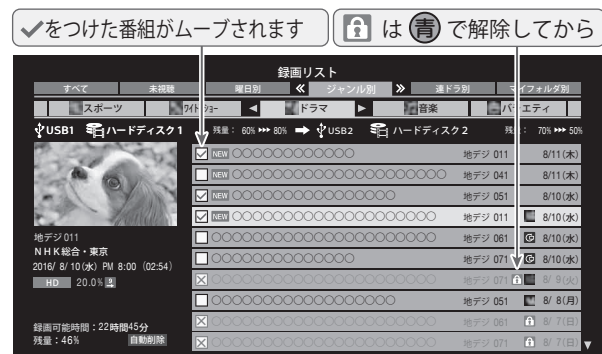 ✓をつけた番組がムーブされます
は 青 で解除してから
録画リスト
すべて 未視聴 曜日別 ≪ ジャンル別 ≫ 連ドラ別 マイフォルダ別
スポーツ ワイドショー ◀ ドラマ ▶ 音楽 バラエティ
USB1 ハードディスク1 残量: 60% ▸▸▸ 80% ➡ USB2 ハードディスク2 残量: 70% ▸▸▸ 50%
NEW 〇〇〇〇〇〇〇〇〇〇〇〇 地デジ 011 8/11(木)
NEW 〇〇〇〇〇〇〇〇〇〇〇〇〇〇〇〇〇〇〇〇〇 地デジ 041 8/11(木)
NEW 〇〇〇〇〇〇〇〇〇〇〇〇〇〇〇〇 地デジ 051 8/10(水)
NEW 〇〇〇〇〇〇〇〇〇〇〇〇〇〇〇〇〇〇〇〇 地デジ 011 8/10(水)
〇〇〇〇〇〇〇〇〇〇〇〇〇〇〇〇〇〇〇〇〇〇 地デジ 061 G 8/10(水)
〇〇〇〇〇〇〇〇〇〇〇〇〇〇 地デジ 071 G 8/10(水)
〇〇〇〇〇〇〇〇〇〇〇〇〇〇〇〇〇〇〇〇〇〇 地デジ 071 8/ 9(火)
〇〇〇〇〇〇〇〇〇〇〇〇〇〇〇〇〇〇 地デジ 051 8/ 8(月)
〇〇〇〇〇〇〇〇〇〇〇〇〇〇〇〇〇〇〇〇〇〇 地デジ 061 8/ 7(日)
〇〇〇〇〇〇〇〇〇〇〇〇〇〇〇〇〇〇〇〇〇〇 地デジ 071 8/ 7(日) ▼
地デジ011
NHK総合・東京
2016/ 8/10(水) PM 8:00 (02:54)
HD 20.0%
録画可能時間:22時間45分
残量:46% 自動削除